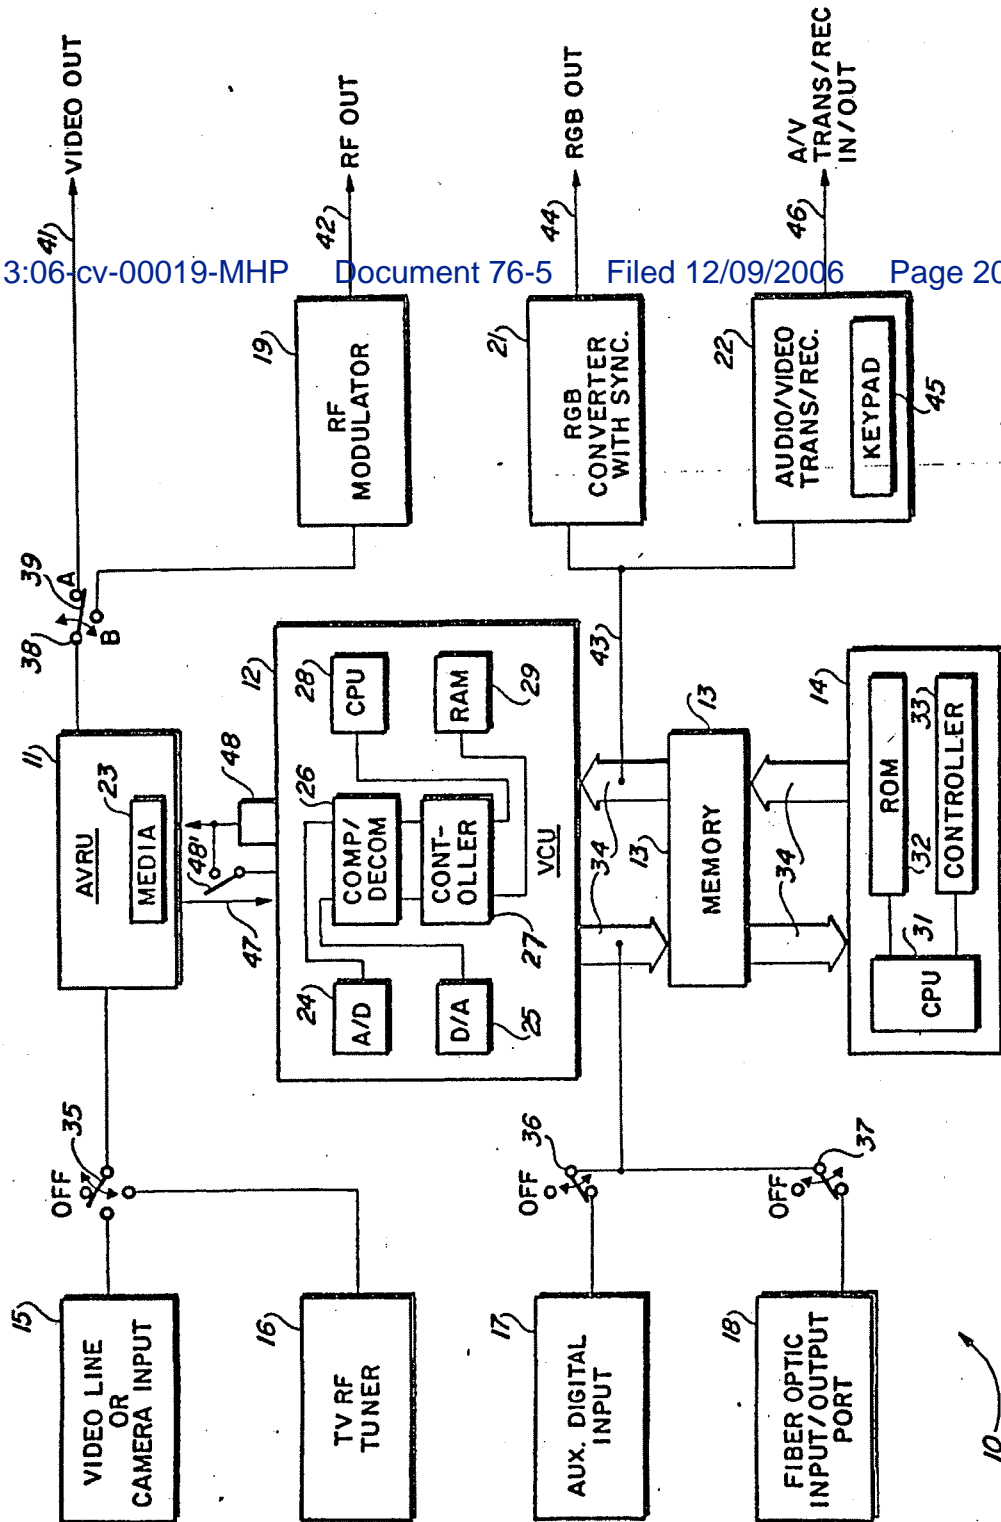 3:06-cv-00019-MHP Document 76-5 Filed 12/09/2006 Page 20
15
VIDEO LINE
OR
CAMERA INPUT
16
TV RF
TUNER
17
AUX. DIGITAL
INPUT
18
FIBER OPTIC
INPUT/OUTPUT
PORT
10
OFF
35
OFF
36
OFF
37
11
AVRU
23
MEDIA
47
48'
48
12
24
A/D
D/A
25
26
COMP/
DECOM
CONT-
OLLER
27
28
CPU
RAM
29
VCU
34
34
13
MEMORY
13
34
34
14
31
CPU
ROM
32
CONTROLLER
33
38
39
A
B
41
VIDEO OUT
19
RF
MODULATOR
42
RF OUT
43
21
RGB
CONVERTER
WITH SYNC.
44
RGB OUT
22
AUDIO/VIDEO
TRANS/REC.
KEYPAD
45
46
A/V
TRANS/REC
IN/OUT